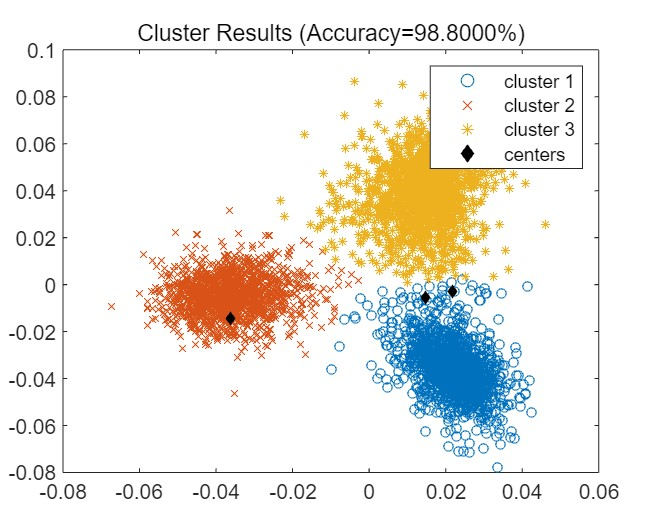 Cluster Results (Accuracy=98.8000%)
0.1
0.08
0.06
0.04
0.02
0
-0.02
-0.04
-0.06
-0.08
cluster 1
cluster 2
cluster 3
centers
-0.08 -0.06 -0.04 -0.02 0 0.02 0.04 0.06